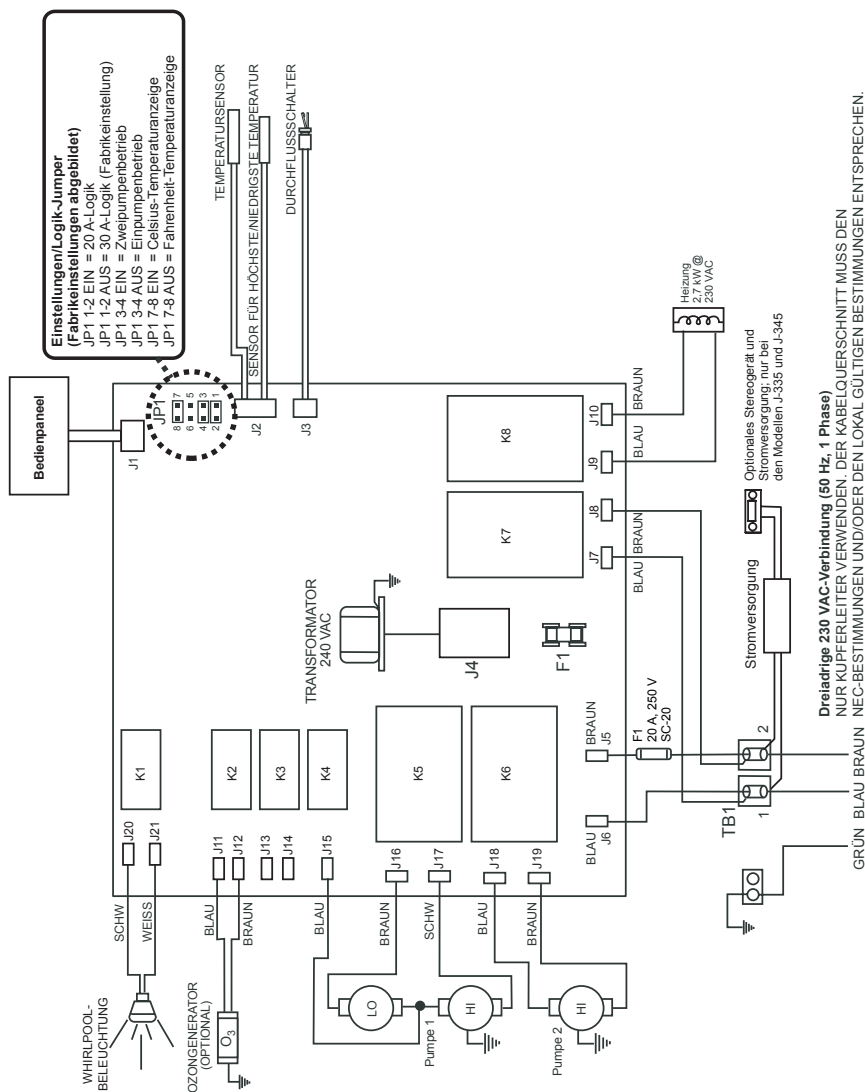 Bedienpaneel
Einstellungen/Logik-Jumper
(Fabrikeinstellungen abgebildet)
JP1 1-2 EIN = 20 A-Logik
JP1 1-2 AUS = 30 A-Logik (Fabrikeinstellung)
JP1 3-4 EIN = Zweipumpenbetrieb
JP1 3-4 AUS = Einpumpenbetrieb
JP1 7-8 EIN = Celsius-Temperaturanzeige
JP1 7-8 AUS = Fahrenheit-Temperaturanzeige
J1
JP1
8 7
6 5
4 3
2 1
J2
J3
TEMPERATURSENSOR
SENSOR FÜR HÖCHSTE/NIEDRIGSTE TEMPERATUR
DURCHFLUSSSCHALTER
WHIRLPOOL-
BELEUCHTUNG
SCHW
WEISS
J20
J21
K1
OZONGENERATOR
(OPTIONAL)
O3
BLAU
BRAUN
J11
J12
J13
J14
J15
K2
K3
K4
TRANSFORMATOR
240 VAC
J4
F1
K7
K8
BLAU
BRAUN
SCHW
BLAU
BRAUN
J16
J17
J18
J19
K5
K6
LO
Pumpe 1
HI
Pumpe 2
HI
BLAU
J6
BRAUN
J5
F1
20 A, 250 V
SC-20
J7
J8
J9
J10
BLAU
BRAUN
BLAU
BRAUN
Heizung
2,7 kW @
230 VAC
TB1
1
2
Stromversorgung
Optionales Stereogerät und
Stromversorgung; nur bei
den Modellen J-335 und J-345
GRÜN
BLAU
BRAUN
Dreiadrige 230 VAC-Verbindung (50 Hz, 1 Phase)
NUR KUPFERLEITER VERWENDEN. DER KABELQUERSCHNITT MUSS DEN
NEC-BESTIMMUNGEN UND/ODER DEN LOKAL GÜLTIGEN BESTIMMUNGEN ENTSPRECHEN.